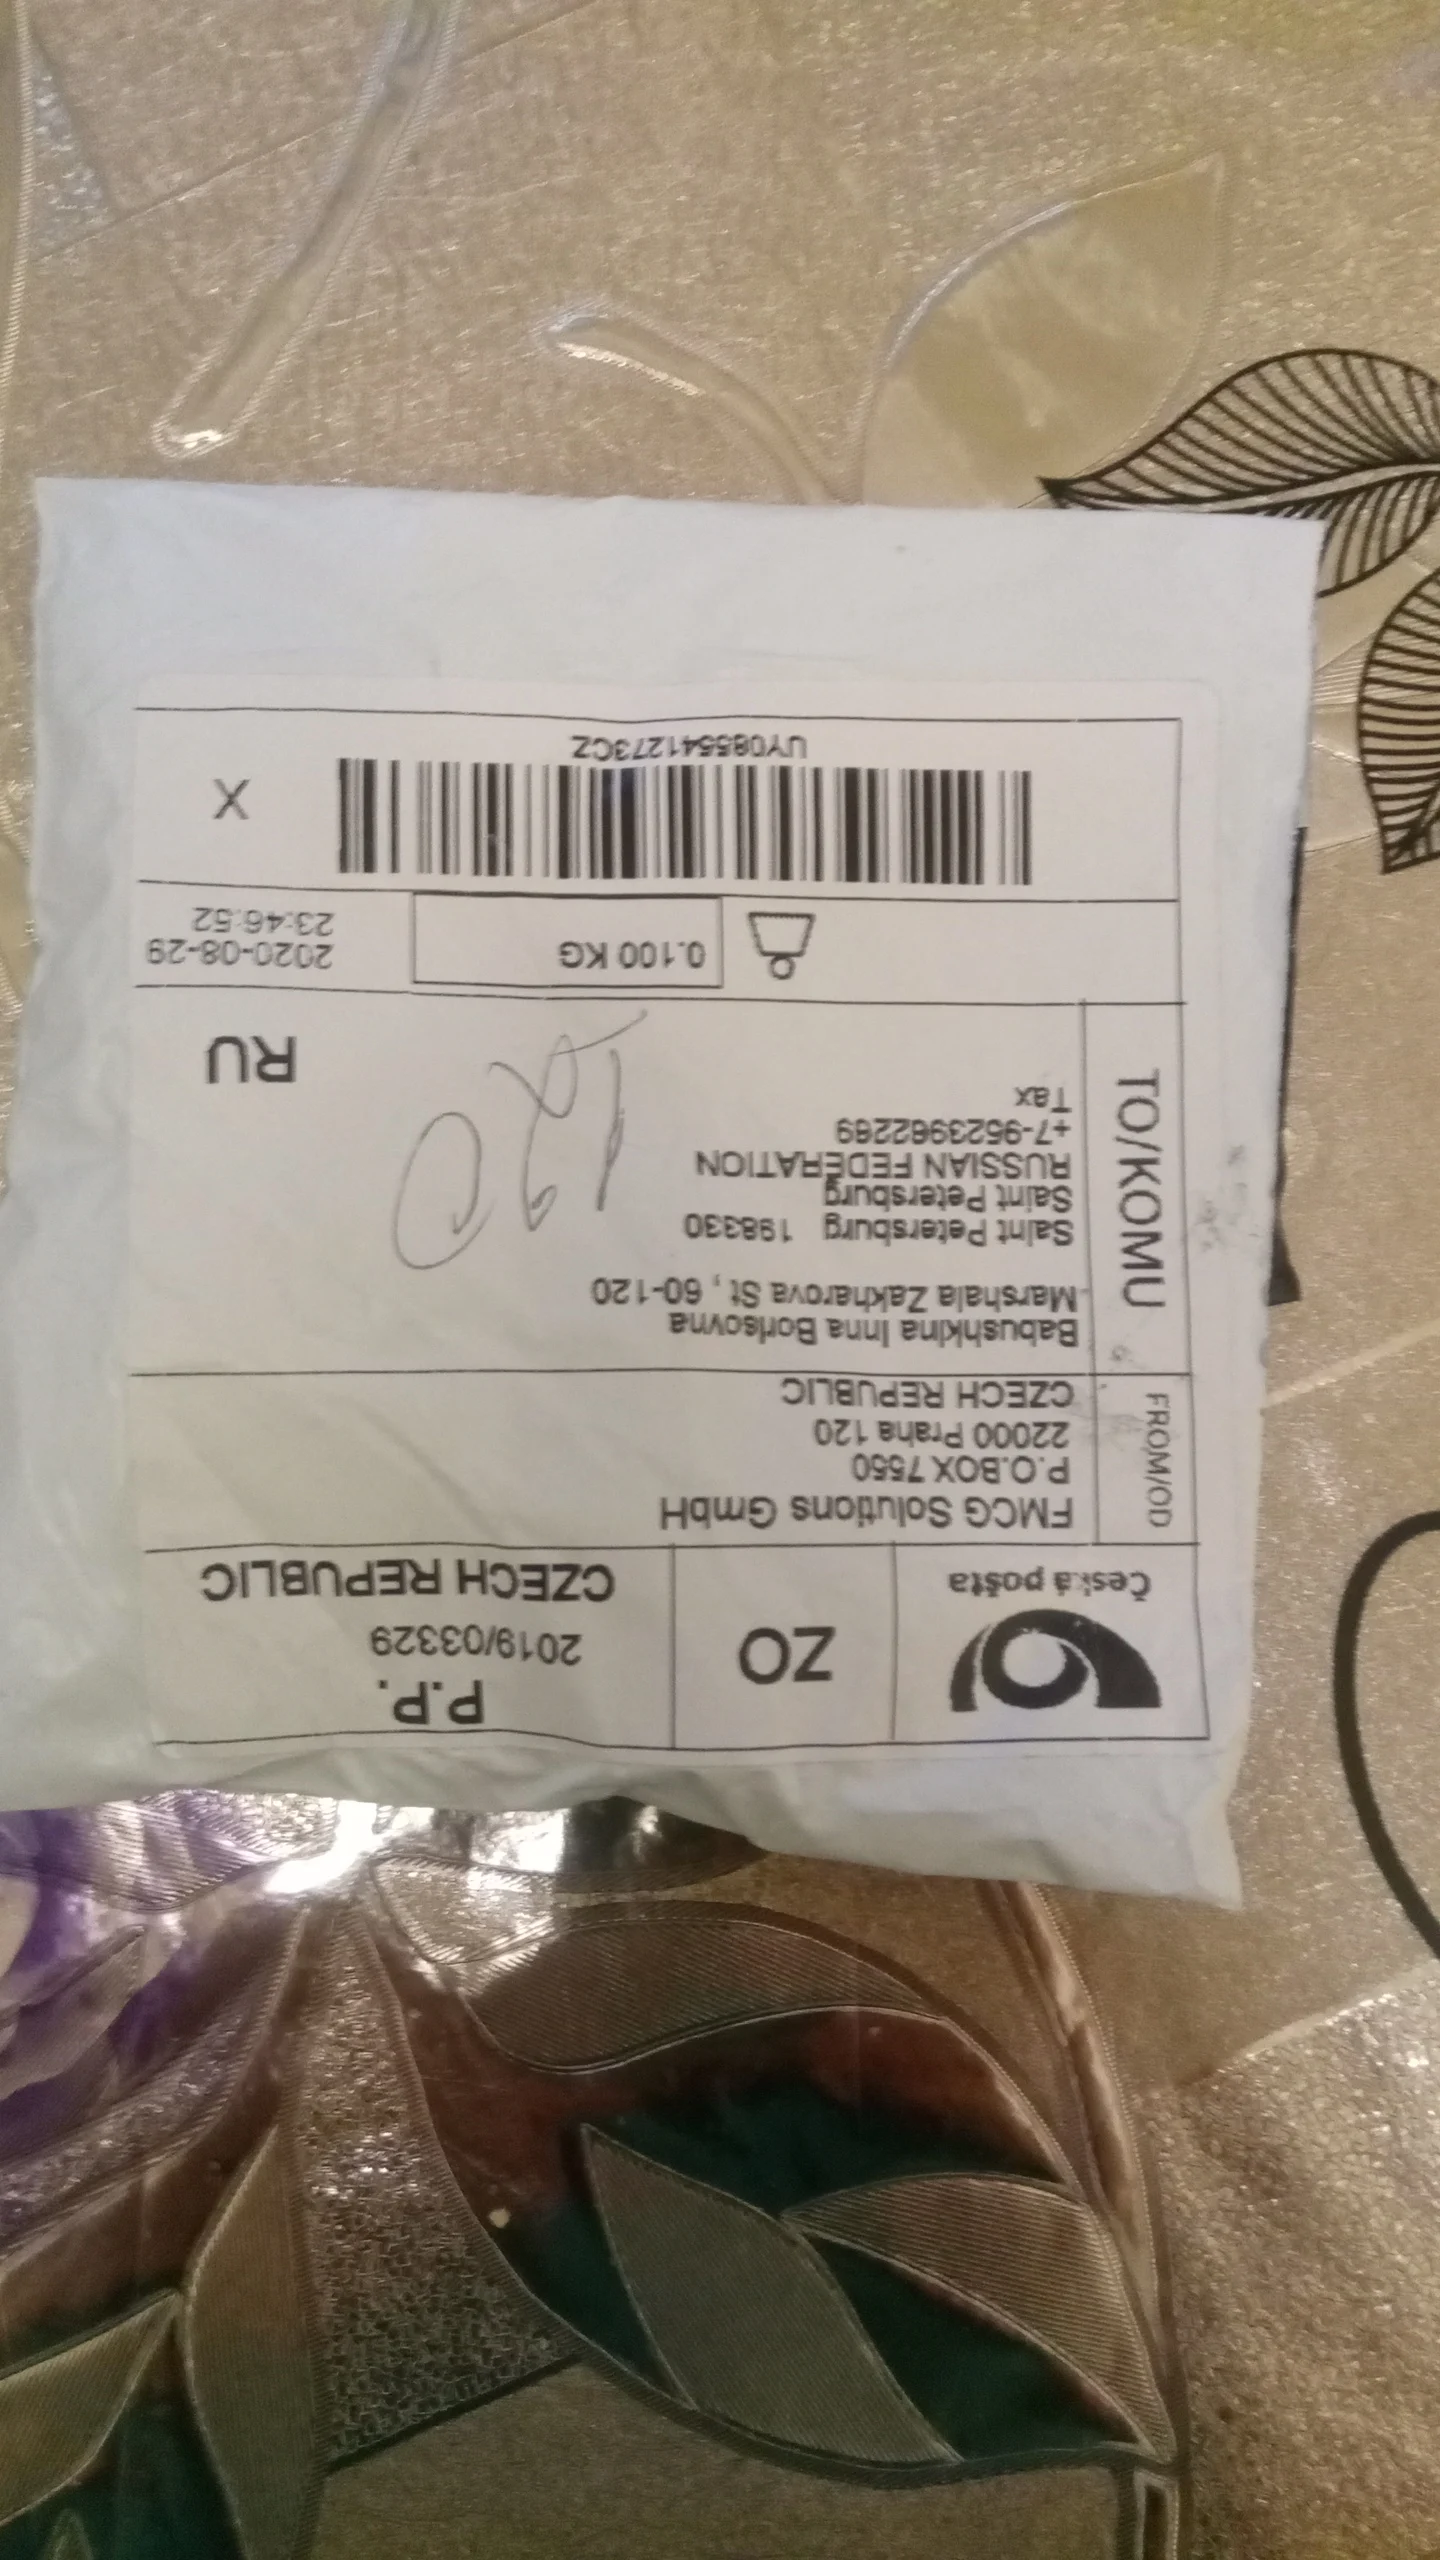 Česká pošta
ZO
P.P.
2019/03329
CZECH REPUBLIC
FROM/OD
FMCG Solutions GmbH
P.O.BOX 7550
22000 Praha 120
CZECH REPUBLIC
TO/KOMU
Babushkina Inna Borisovna
Marshala Zakharova St , 60-120
Saint Petersburg 198330
Saint Petersburg
RUSSIAN FEDERATION
+7-9523962269
Tax
RU
120
0.100 KG
2020-08-29
23:46:52
X
UY085541273CZ